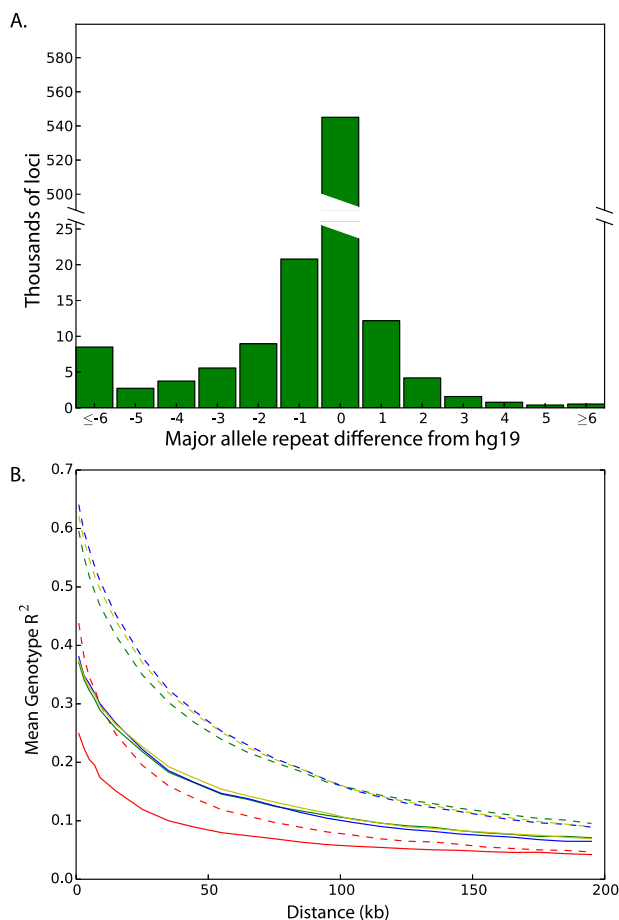 A.
580
560
540
520
500
25
20
15
10
5
0
Thousands of loci
≤-6 -5 -4 -3 -2 -1 0 1 2 3 4 5 ≥6
Major allele repeat difference from hg19
B.
0.7
0.6
0.5
0.4
0.3
0.2
0.1
0.0
Mean Genotype R²
0 50 100 150 200
Distance (kb)